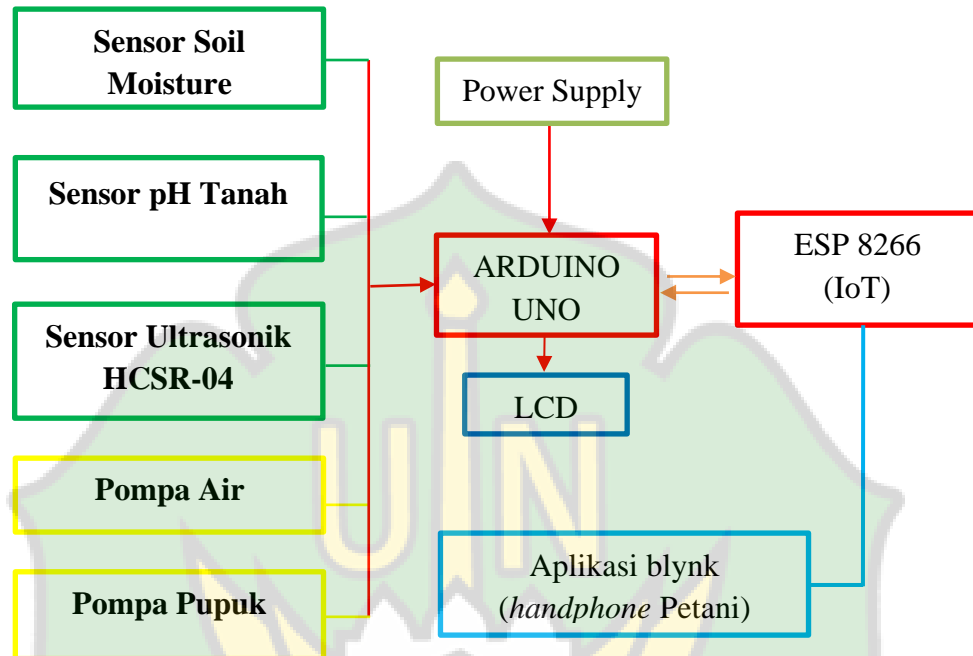 Sensor Soil
Moisture
Power Supply
Sensor pH Tanah
ARDUINO
UNO
ESP 8266
(IoT)
Sensor Ultrasonik
HCSR-04
LCD
Pompa Air
Aplikasi blynk
(handphone Petani)
Pompa Pupuk
UIN